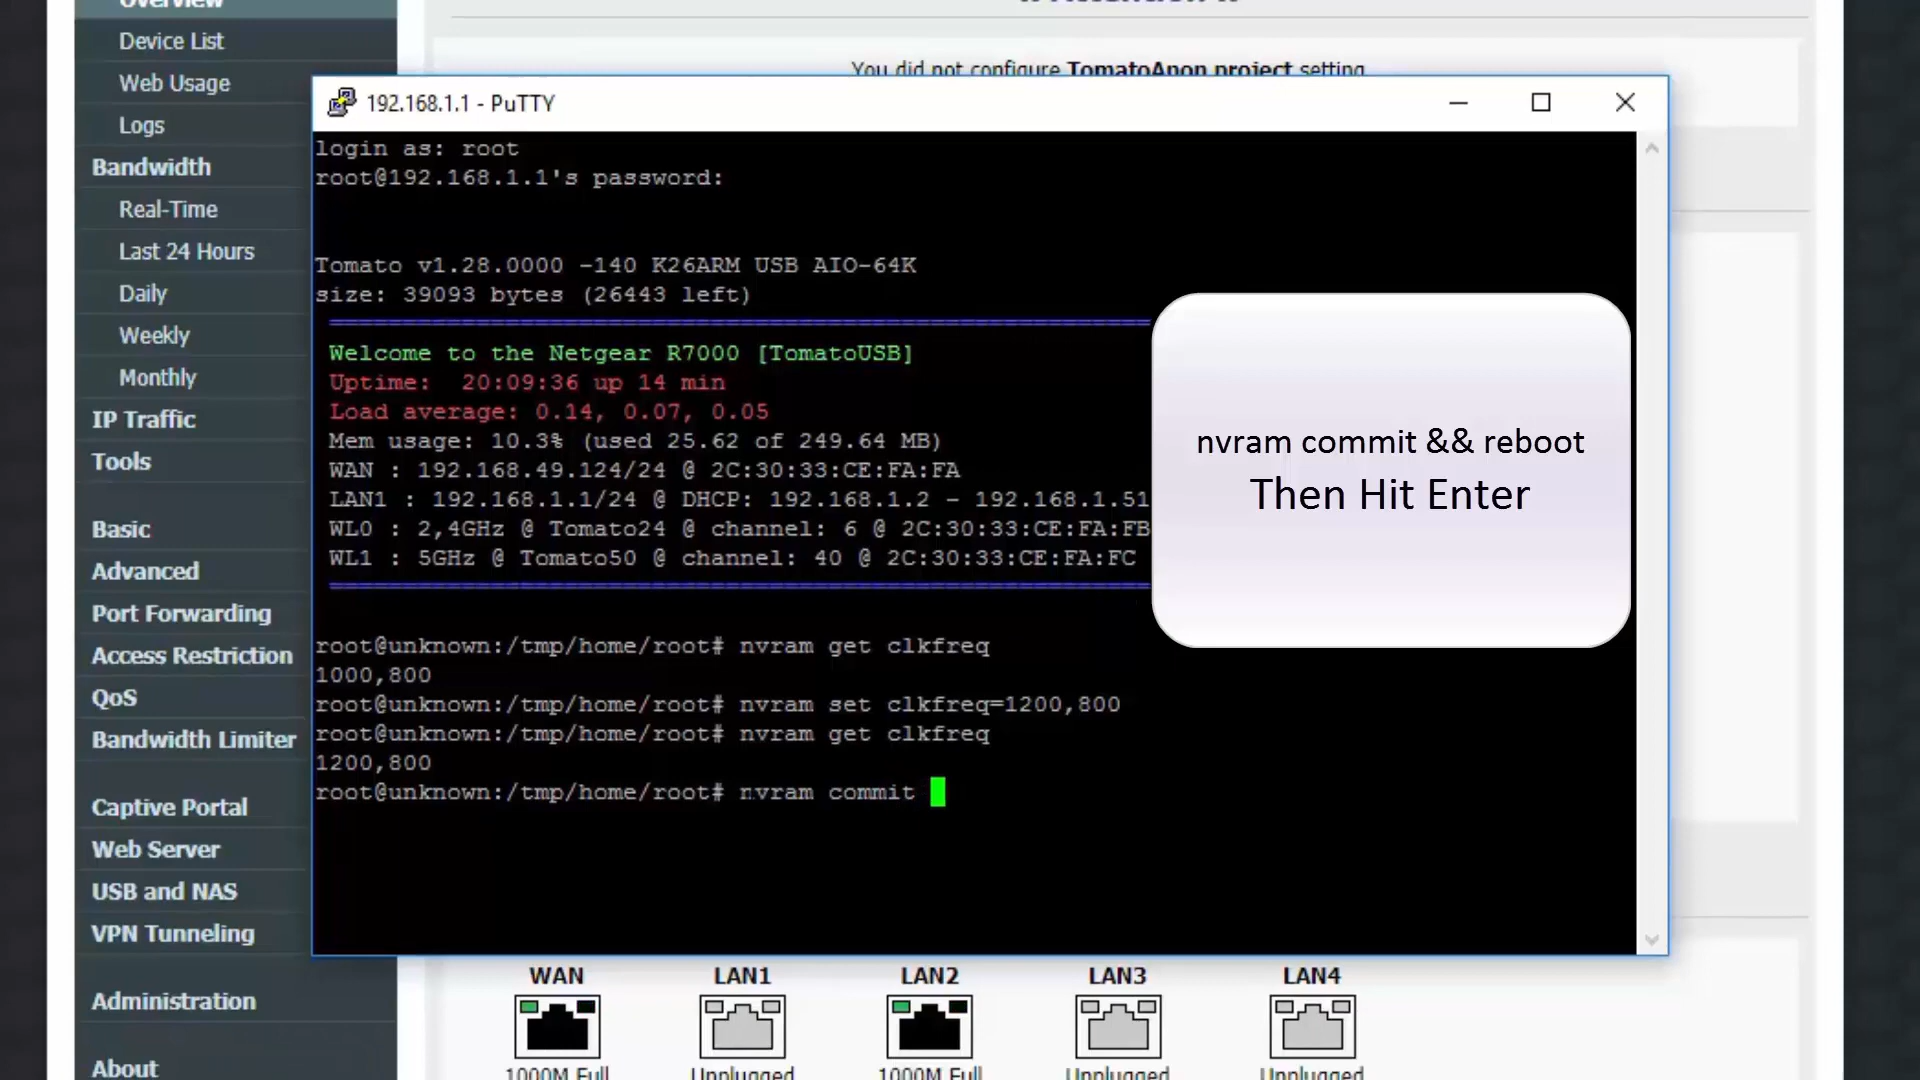 Overview
Device List
Web Usage
Logs
Bandwidth
Real-Time
Last 24 Hours
Daily
Weekly
Monthly
IP Traffic
Tools
Basic
Advanced
Port Forwarding
Access Restriction
QoS
Bandwidth Limiter
Captive Portal
Web Server
USB and NAS
VPN Tunneling
Administration
About
You did not configure TomatoAnon project setting
192.168.1.1 - PuTTY
login as: root
root@192.168.1.1's password:
Tomato v1.28.0000 -140 K26ARM USB AIO-64K
size: 39093 bytes (26443 left)
Welcome to the Netgear R7000 [TomatoUSB]
Uptime:  20:09:36 up 14 min
Load average: 0.14, 0.07, 0.05
Mem usage: 10.3% (used 25.62 of 249.64 MB)
WAN : 192.168.49.124/24 @ 2C:30:33:CE:FA:FA
LAN1 : 192.168.1.1/24 @ DHCP: 192.168.1.2 - 192.168.1.51
WL0 : 2,4GHz @ Tomato24 @ channel: 6 @ 2C:30:33:CE:FA:FB
WL1 : 5GHz @ Tomato50 @ channel: 40 @ 2C:30:33:CE:FA:FC
root@unknown:/tmp/home/root# nvram get clkfreq
1000,800
root@unknown:/tmp/home/root# nvram set clkfreq=1200,800
root@unknown:/tmp/home/root# nvram get clkfreq
1200,800
root@unknown:/tmp/home/root# nvram commit
nvram commit && reboot
Then Hit Enter
WAN LAN1 LAN2 LAN3 LAN4
1000M Full Unplugged 1000M Full Unplugged Unplugged